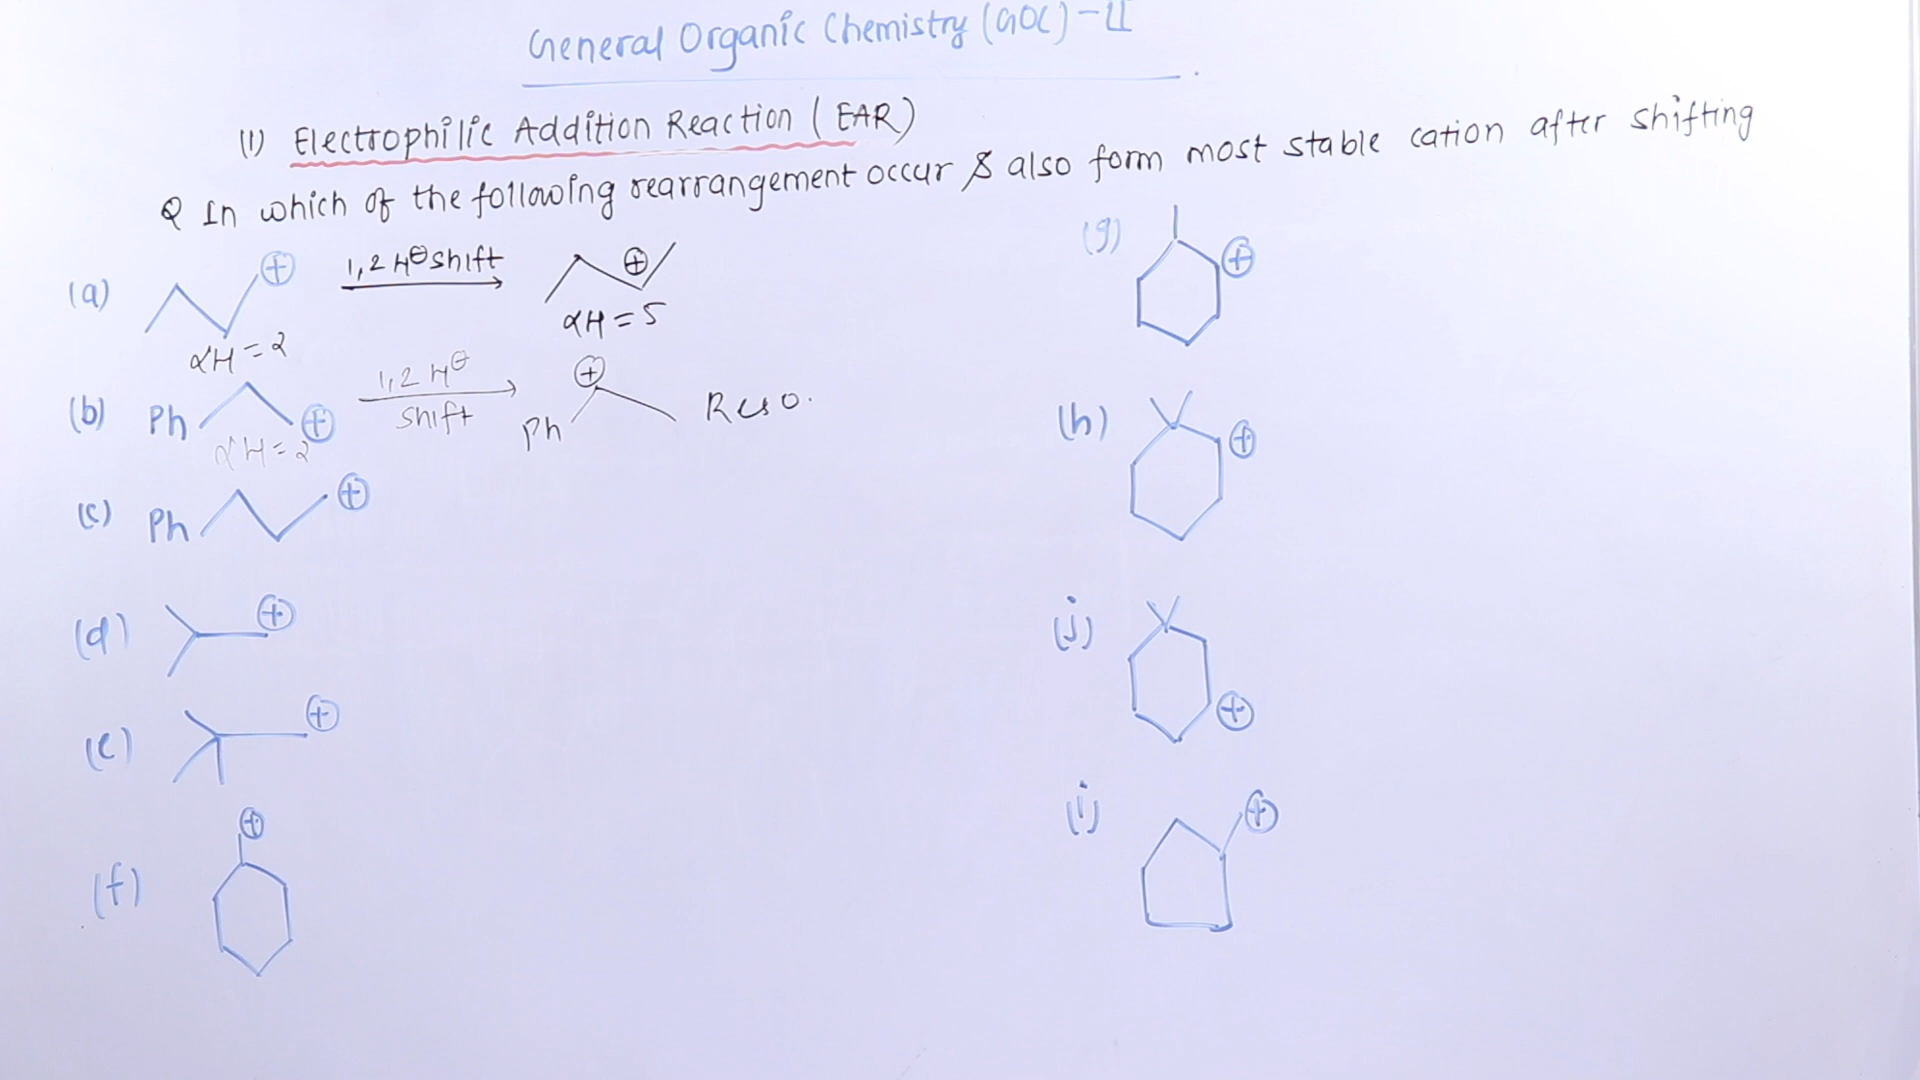 General Organic Chemistry (GOC) - II
(1) Electrophilic Addition Reaction (EAR)
Q In which of the following rearrangement occur & also form most stable cation after shifting
(a) ⊕ 1,2 H⊖ shift ⊕
αH = 2
αH = 5
(b) Ph ⊕ 1,2 H⊖ shift ⊕ Ph Reso.
αH = 2
(c) Ph ⊕
(d) ⊕
(e) ⊕
(f) ⊕
(g) ⊕
(h) ⊕
(j) ⊕
(i) ⊕